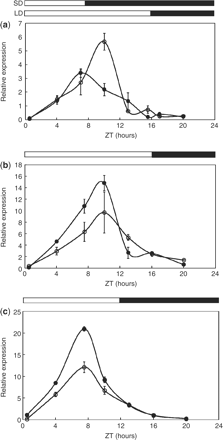 SD
LD
(a)
Relative expression
6
5
4
3
2
1
0
0 4 8 12 16 20 24
ZT (hours)
(b)
Relative expression
18
16
14
12
10
8
6
4
2
0
0 4 8 12 16 20 24
ZT (hours)
(c)
Relative expression
25
20
15
10
5
0
0 4 8 12 16 20 24
ZT (hours)